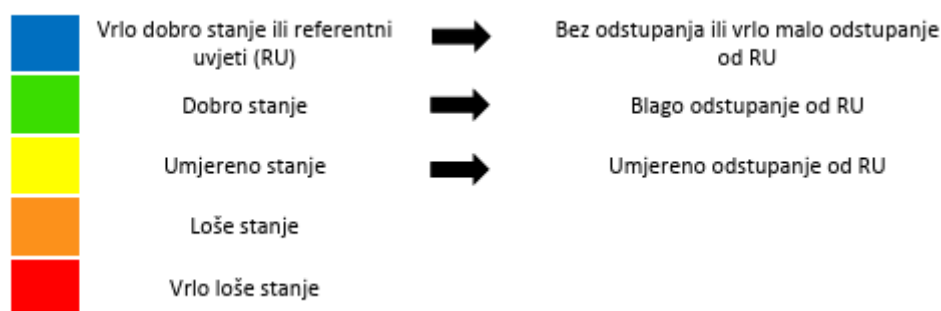 Vrlo dobro stanje ili referentni
uvjeti (RU)
Bez odstupanja ili vrlo malo odstupanje
od RU
Dobro stanje
Blago odstupanje od RU
Umjereno stanje
Umjereno odstupanje od RU
Loše stanje
Vrlo loše stanje